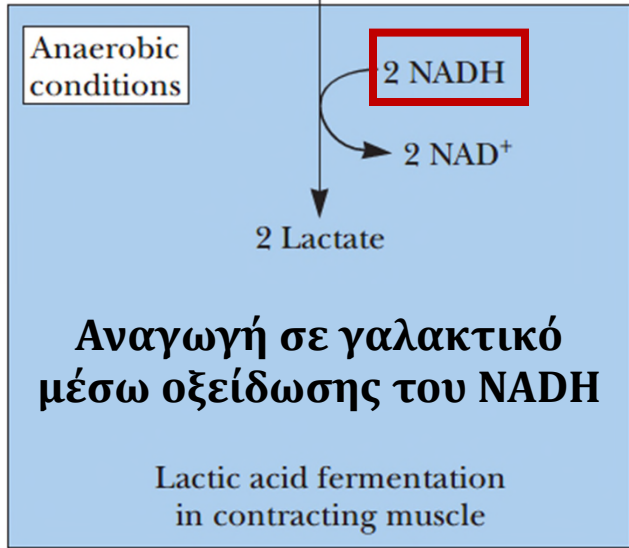 Anaerobic
conditions
2 NADH
2 NAD⁺
2 Lactate
Αναγωγή σε γαλακτικό
μέσω οξείδωσης του NADH
Lactic acid fermentation
in contracting muscle